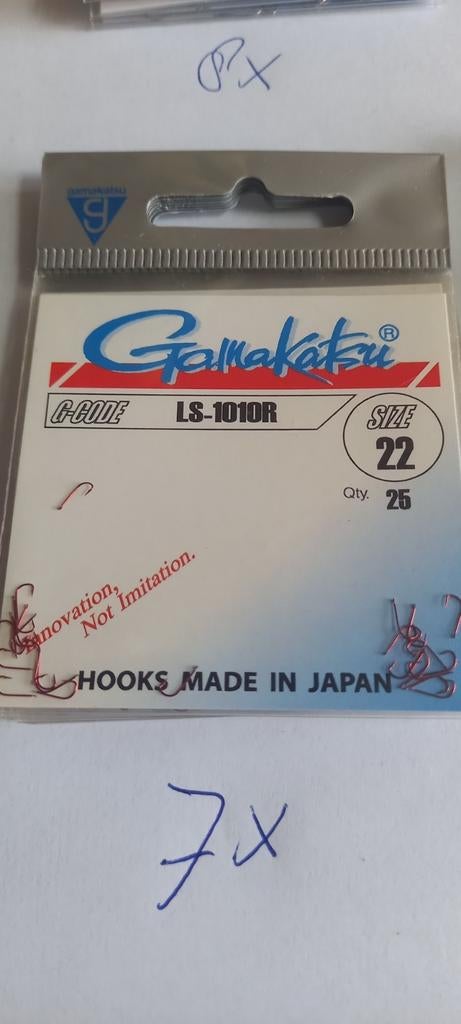 8x
gamakatsu
g
Gamakatsu®
G-CODE LS-1010R
SIZE
22
Qty. 25
Innovation,
Not Imitation.
HOOKS MADE IN JAPAN
7x